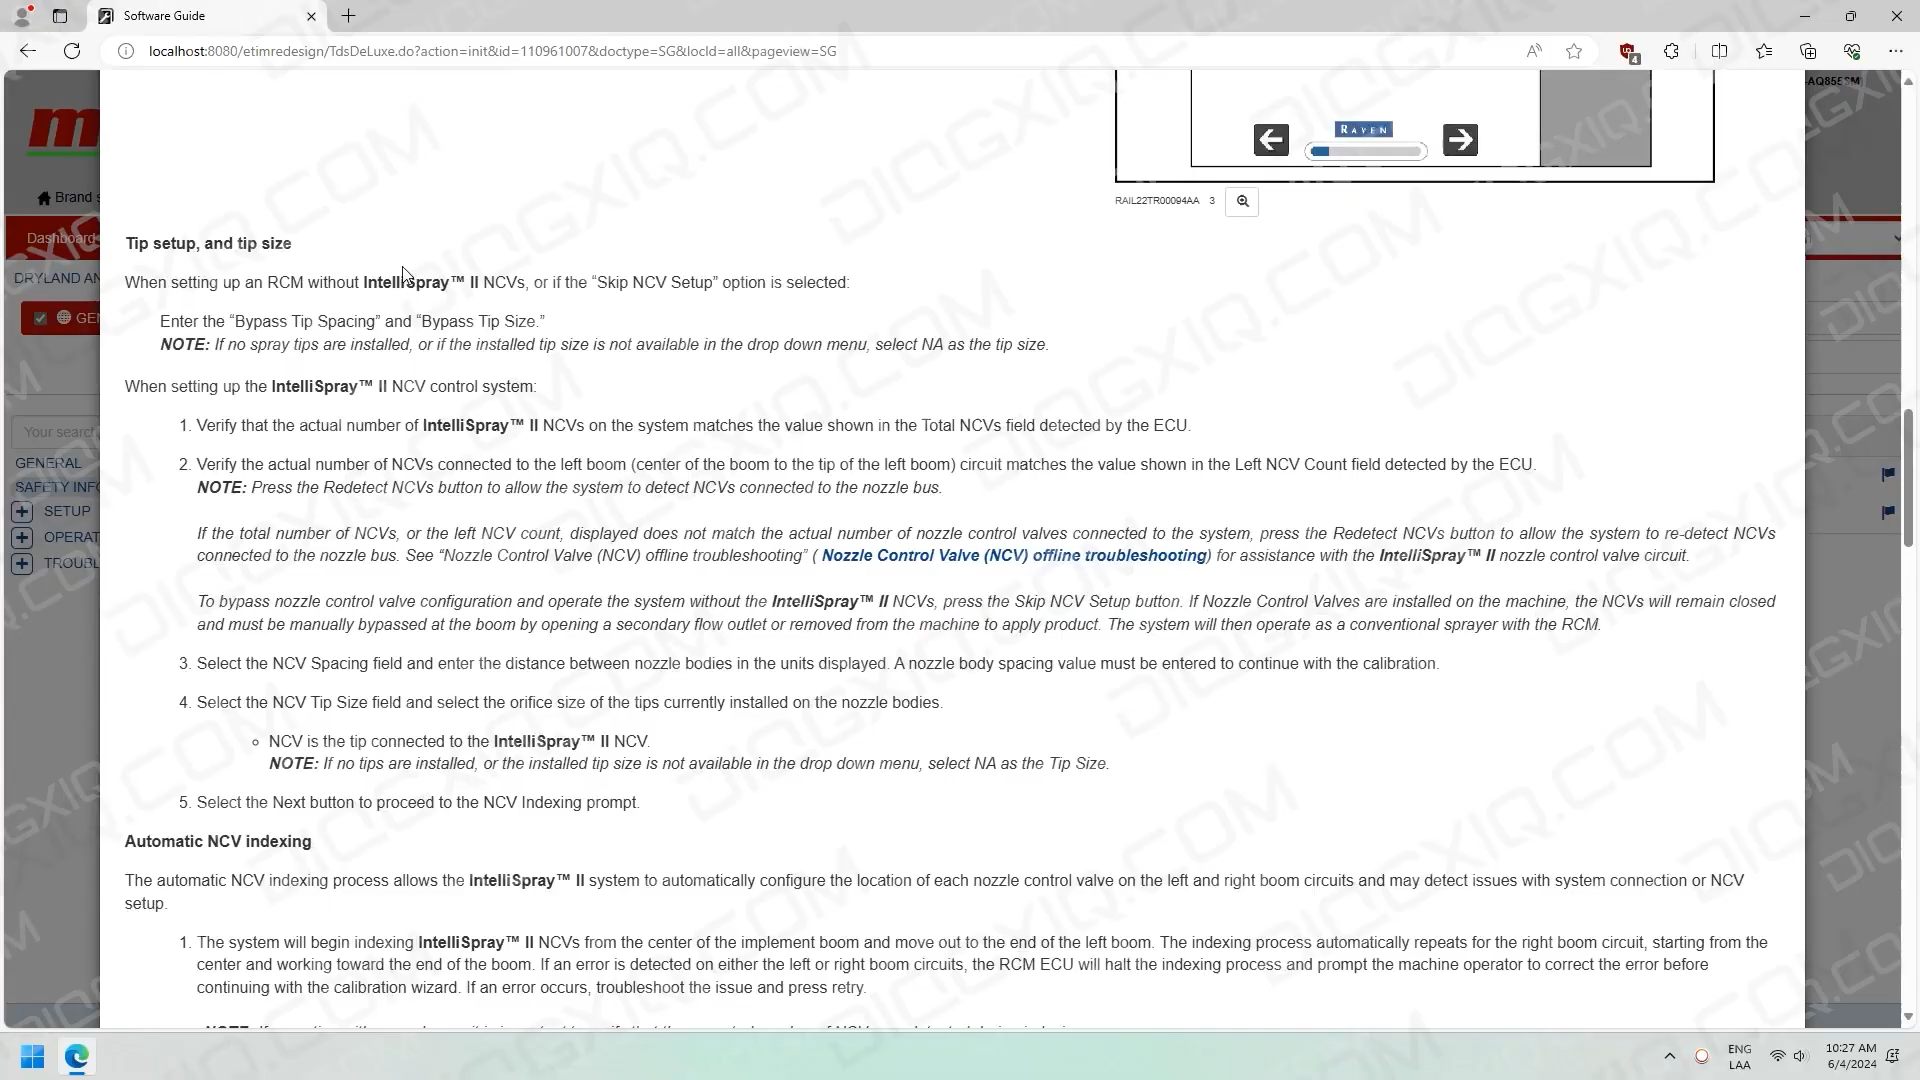 Software Guide
localhost:8080/etimredesign/TdsDeLuxe.do?action=init&id=110961007&doctype=SG&locId=all&pageview=SG
4
-AQ855SM
m
RAVEN
RAIL22TR00094AA 3
Brand s
Dashboard
DRYLAND AN
GEN
Your search
GENERAL
SAFETY INFO
SETUP
OPERAT
TROUBL
Tip setup, and tip size
When setting up an RCM without IntelliSpray™ II NCVs, or if the “Skip NCV Setup” option is selected:
Enter the “Bypass Tip Spacing” and “Bypass Tip Size.”
NOTE: If no spray tips are installed, or if the installed tip size is not available in the drop down menu, select NA as the tip size.
When setting up the IntelliSpray™ II NCV control system:
1. Verify that the actual number of IntelliSpray™ II NCVs on the system matches the value shown in the Total NCVs field detected by the ECU.
2. Verify the actual number of NCVs connected to the left boom (center of the boom to the tip of the left boom) circuit matches the value shown in the Left NCV Count field detected by the ECU.
NOTE: Press the Redetect NCVs button to allow the system to detect NCVs connected to the nozzle bus.
If the total number of NCVs, or the left NCV count, displayed does not match the actual number of nozzle control valves connected to the system, press the Redetect NCVs button to allow the system to re-detect NCVs
connected to the nozzle bus. See “Nozzle Control Valve (NCV) offline troubleshooting” ( Nozzle Control Valve (NCV) offline troubleshooting) for assistance with the IntelliSpray™ II nozzle control valve circuit.
To bypass nozzle control valve configuration and operate the system without the IntelliSpray™ II NCVs, press the Skip NCV Setup button. If Nozzle Control Valves are installed on the machine, the NCVs will remain closed
and must be manually bypassed at the boom by opening a secondary flow outlet or removed from the machine to apply product. The system will then operate as a conventional sprayer with the RCM.
3. Select the NCV Spacing field and enter the distance between nozzle bodies in the units displayed. A nozzle body spacing value must be entered to continue with the calibration.
4. Select the NCV Tip Size field and select the orifice size of the tips currently installed on the nozzle bodies.
NCV is the tip connected to the IntelliSpray™ II NCV.
NOTE: If no tips are installed, or the installed tip size is not available in the drop down menu, select NA as the Tip Size.
5. Select the Next button to proceed to the NCV Indexing prompt.
Automatic NCV indexing
The automatic NCV indexing process allows the IntelliSpray™ II system to automatically configure the location of each nozzle control valve on the left and right boom circuits and may detect issues with system connection or NCV
setup.
1. The system will begin indexing IntelliSpray™ II NCVs from the center of the implement boom and move out to the end of the left boom. The indexing process automatically repeats for the right boom circuit, starting from the
center and working toward the end of the boom. If an error is detected on either the left or right boom circuits, the RCM ECU will halt the indexing process and prompt the machine operator to correct the error before
continuing with the calibration wizard. If an error occurs, troubleshoot the issue and press retry.
ENG
LAA
10:27 AM
6/4/2024
DIAGXIQ.COM